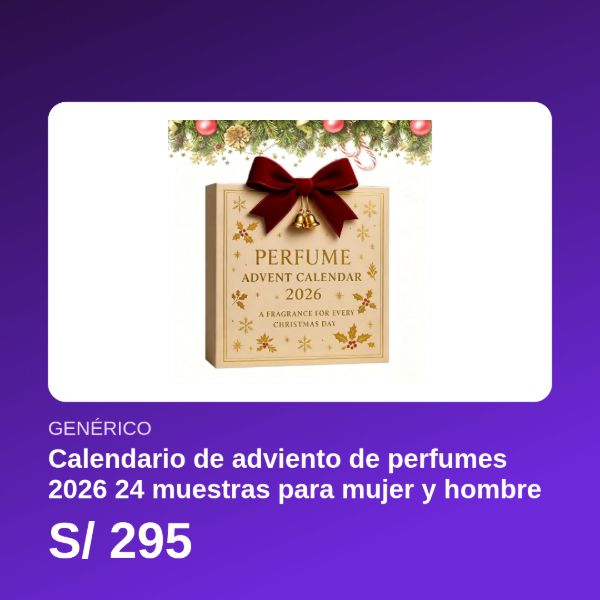 PERFUME
ADVENT CALENDAR
2026
A FRAGRANCE FOR EVERY
CHRISTMAS DAY
GENÉRICO
Calendario de adviento de perfumes
2026 24 muestras para mujer y hombre
S/ 295